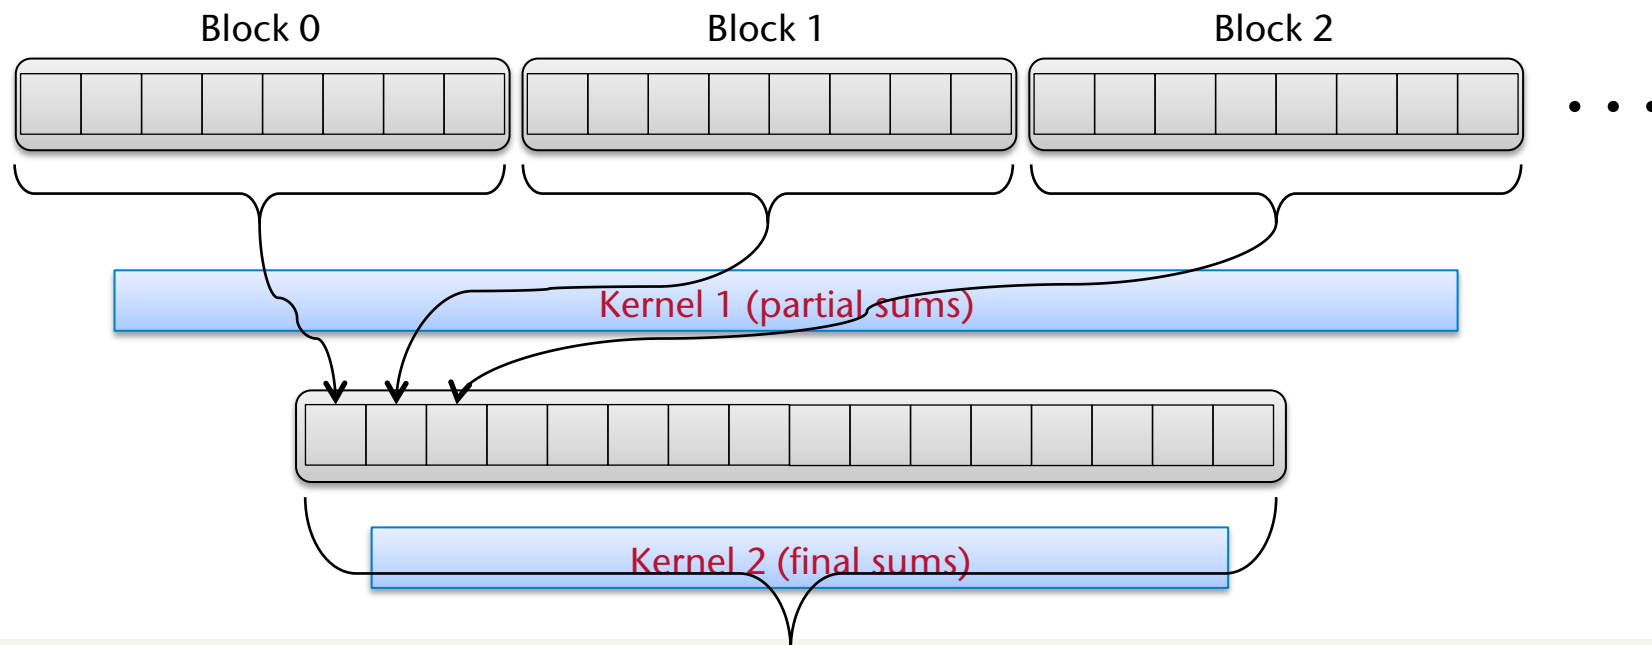 Block 0
Block 1
Block 2
. . .
Kernel 1 (partial sums)
Kernel 2 (final sums)